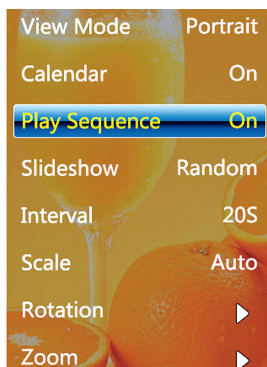 View Mode Portrait
Calendar On
Play Sequence On
Slideshow Random
Interval 20S
Scale Auto
Rotation
Zoom